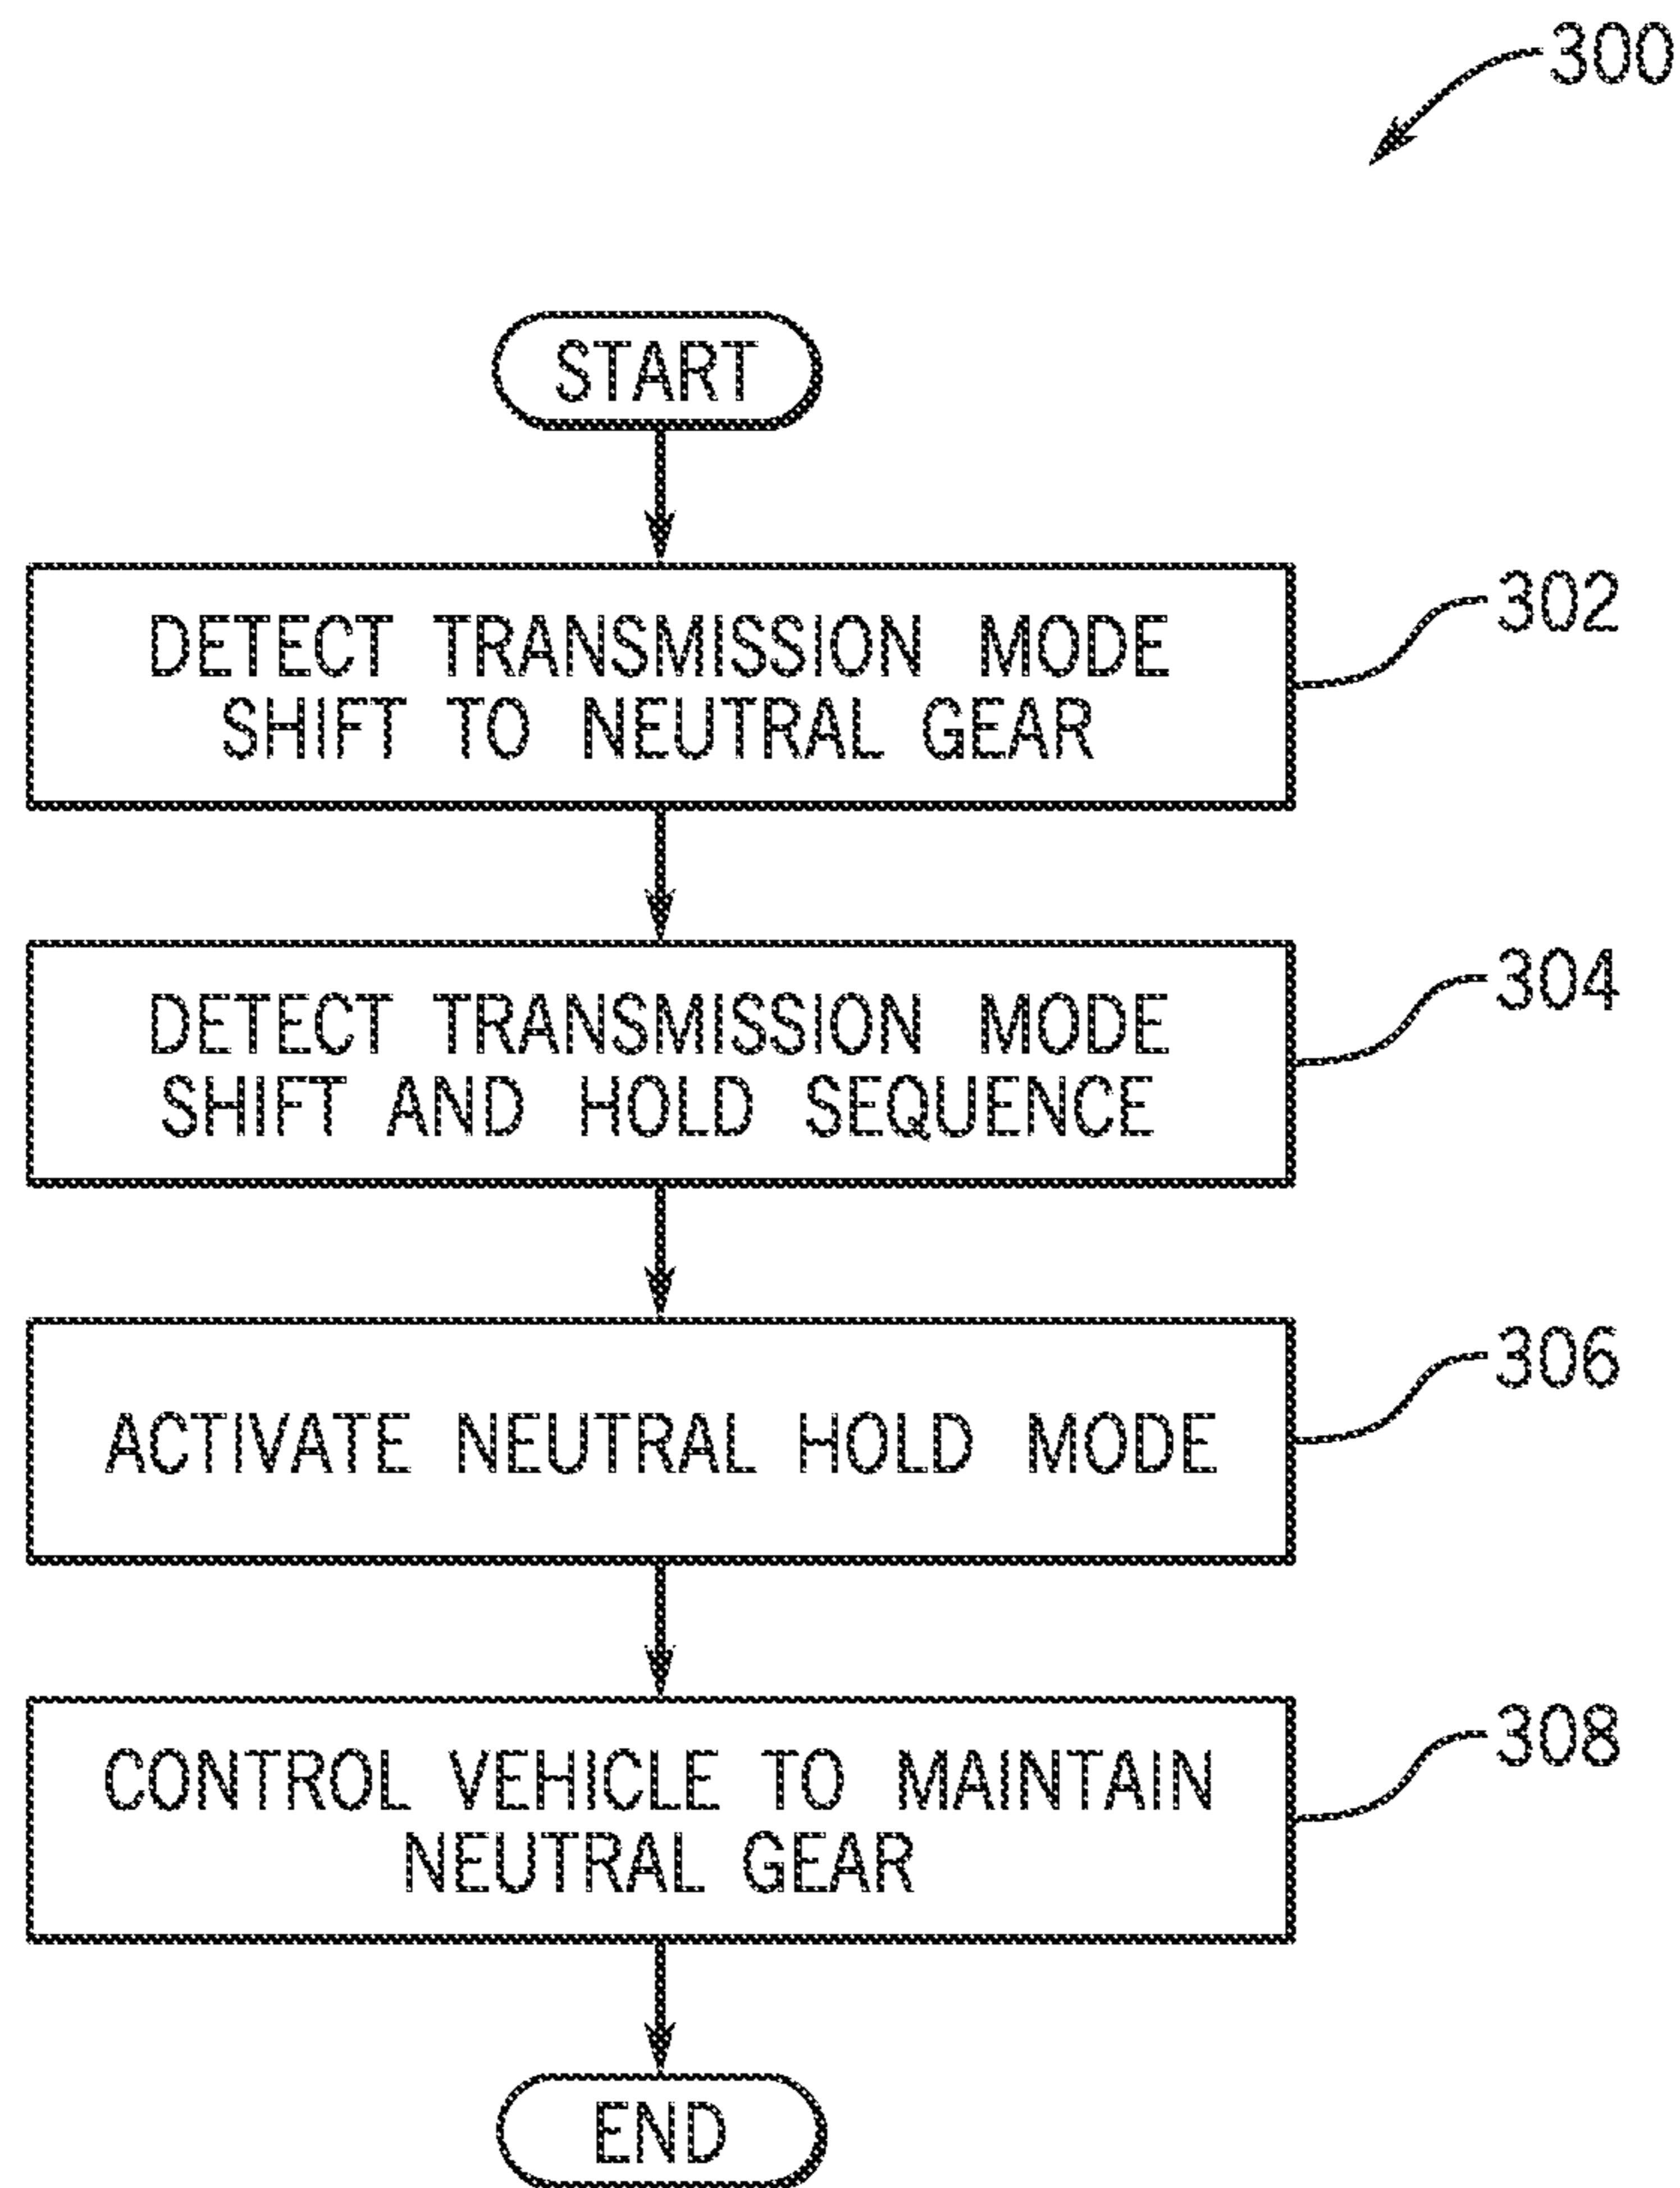 300
START
DETECT TRANSMISSION MODE
SHIFT TO NEUTRAL GEAR
302
DETECT TRANSMISSION MODE
SHIFT AND HOLD SEQUENCE
304
ACTIVATE NEUTRAL HOLD MODE
306
CONTROL VEHICLE TO MAINTAIN
NEUTRAL GEAR
308
END